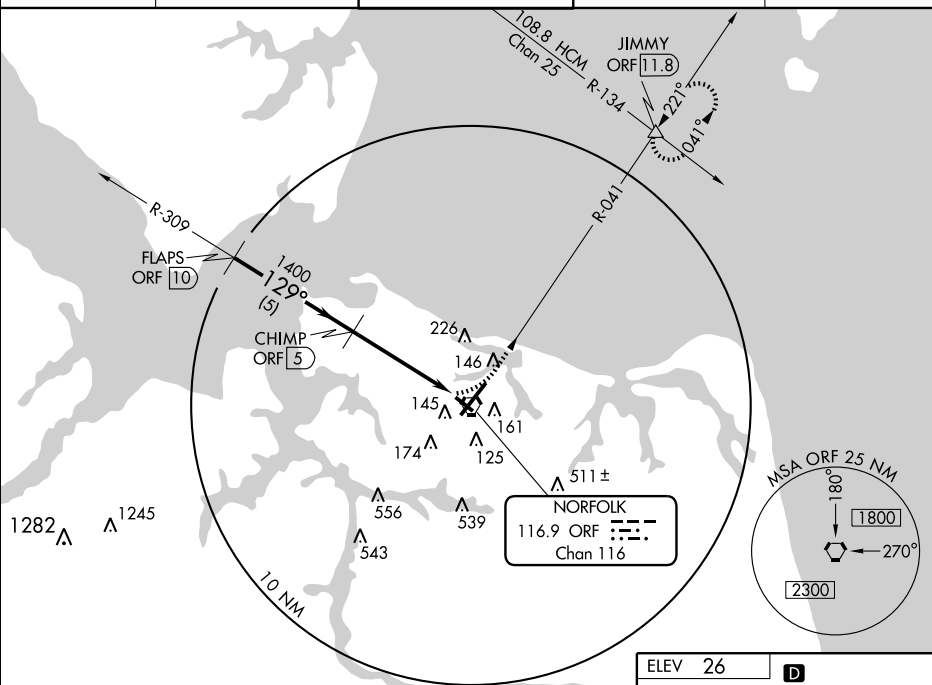 108.8 HCM
Chan 25
R-134
JIMMY
ORF 11.8
221°
041°
R-041
R-309
FLAPS
ORF 10
1400
129°
(5)
CHIMP
ORF 5
226
146
145
161
174
125
511 ±
556
539
543
1282
1245
NORFOLK
116.9 ORF
Chan 116
10 NM
MSA ORF 25 NM
180°
1800
270°
2300
ELEV 26
D